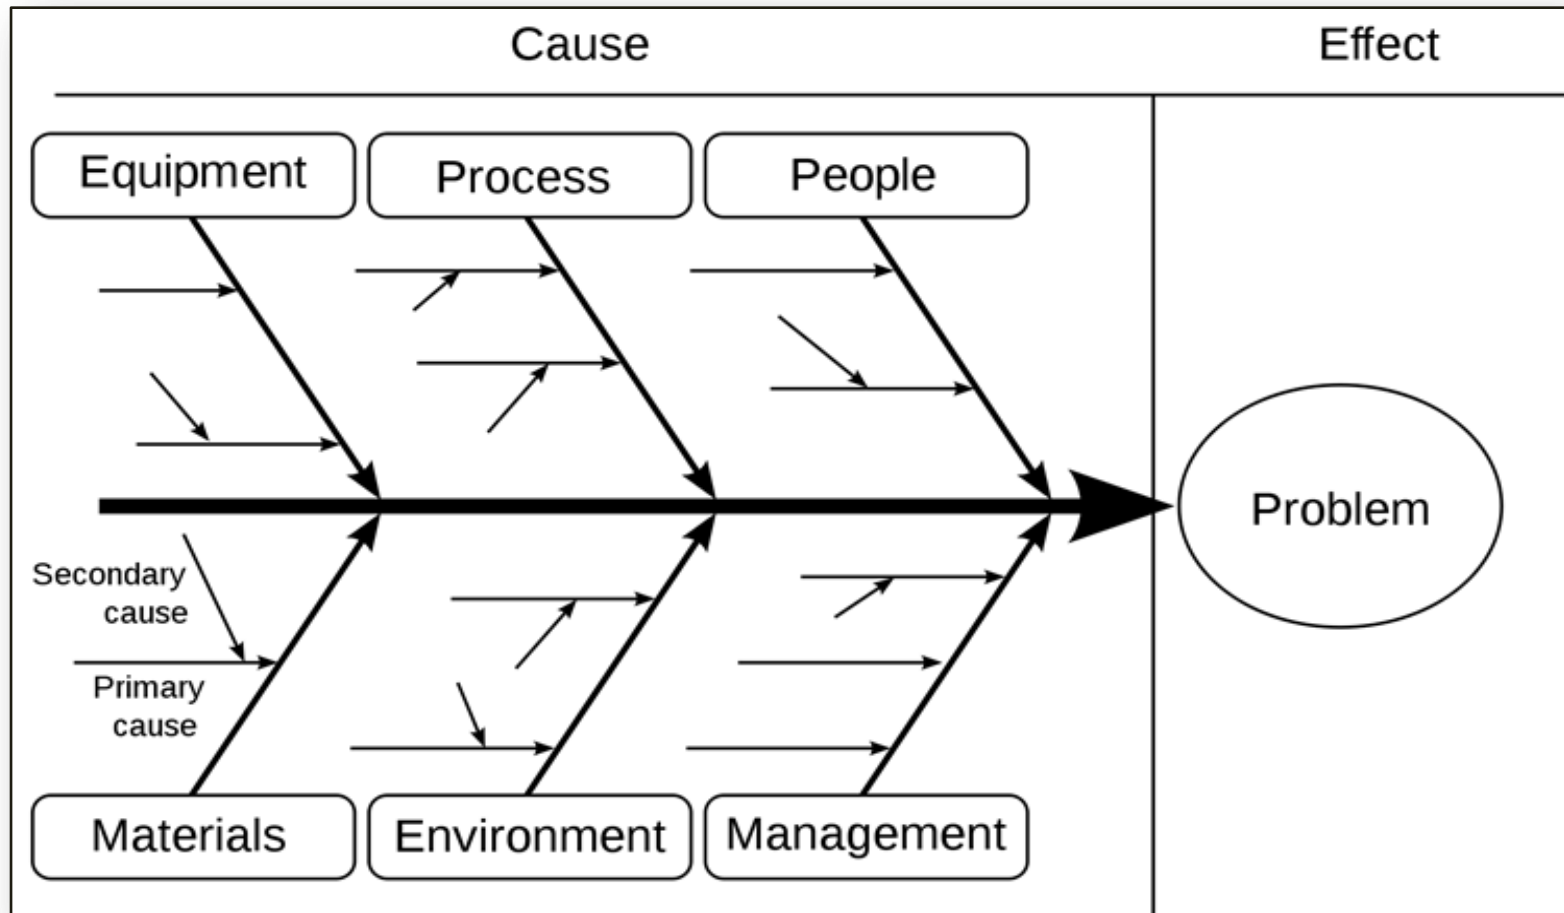 Cause
Effect
Equipment
Process
People
Problem
Secondary
cause
Primary
cause
Materials
Environment
Management